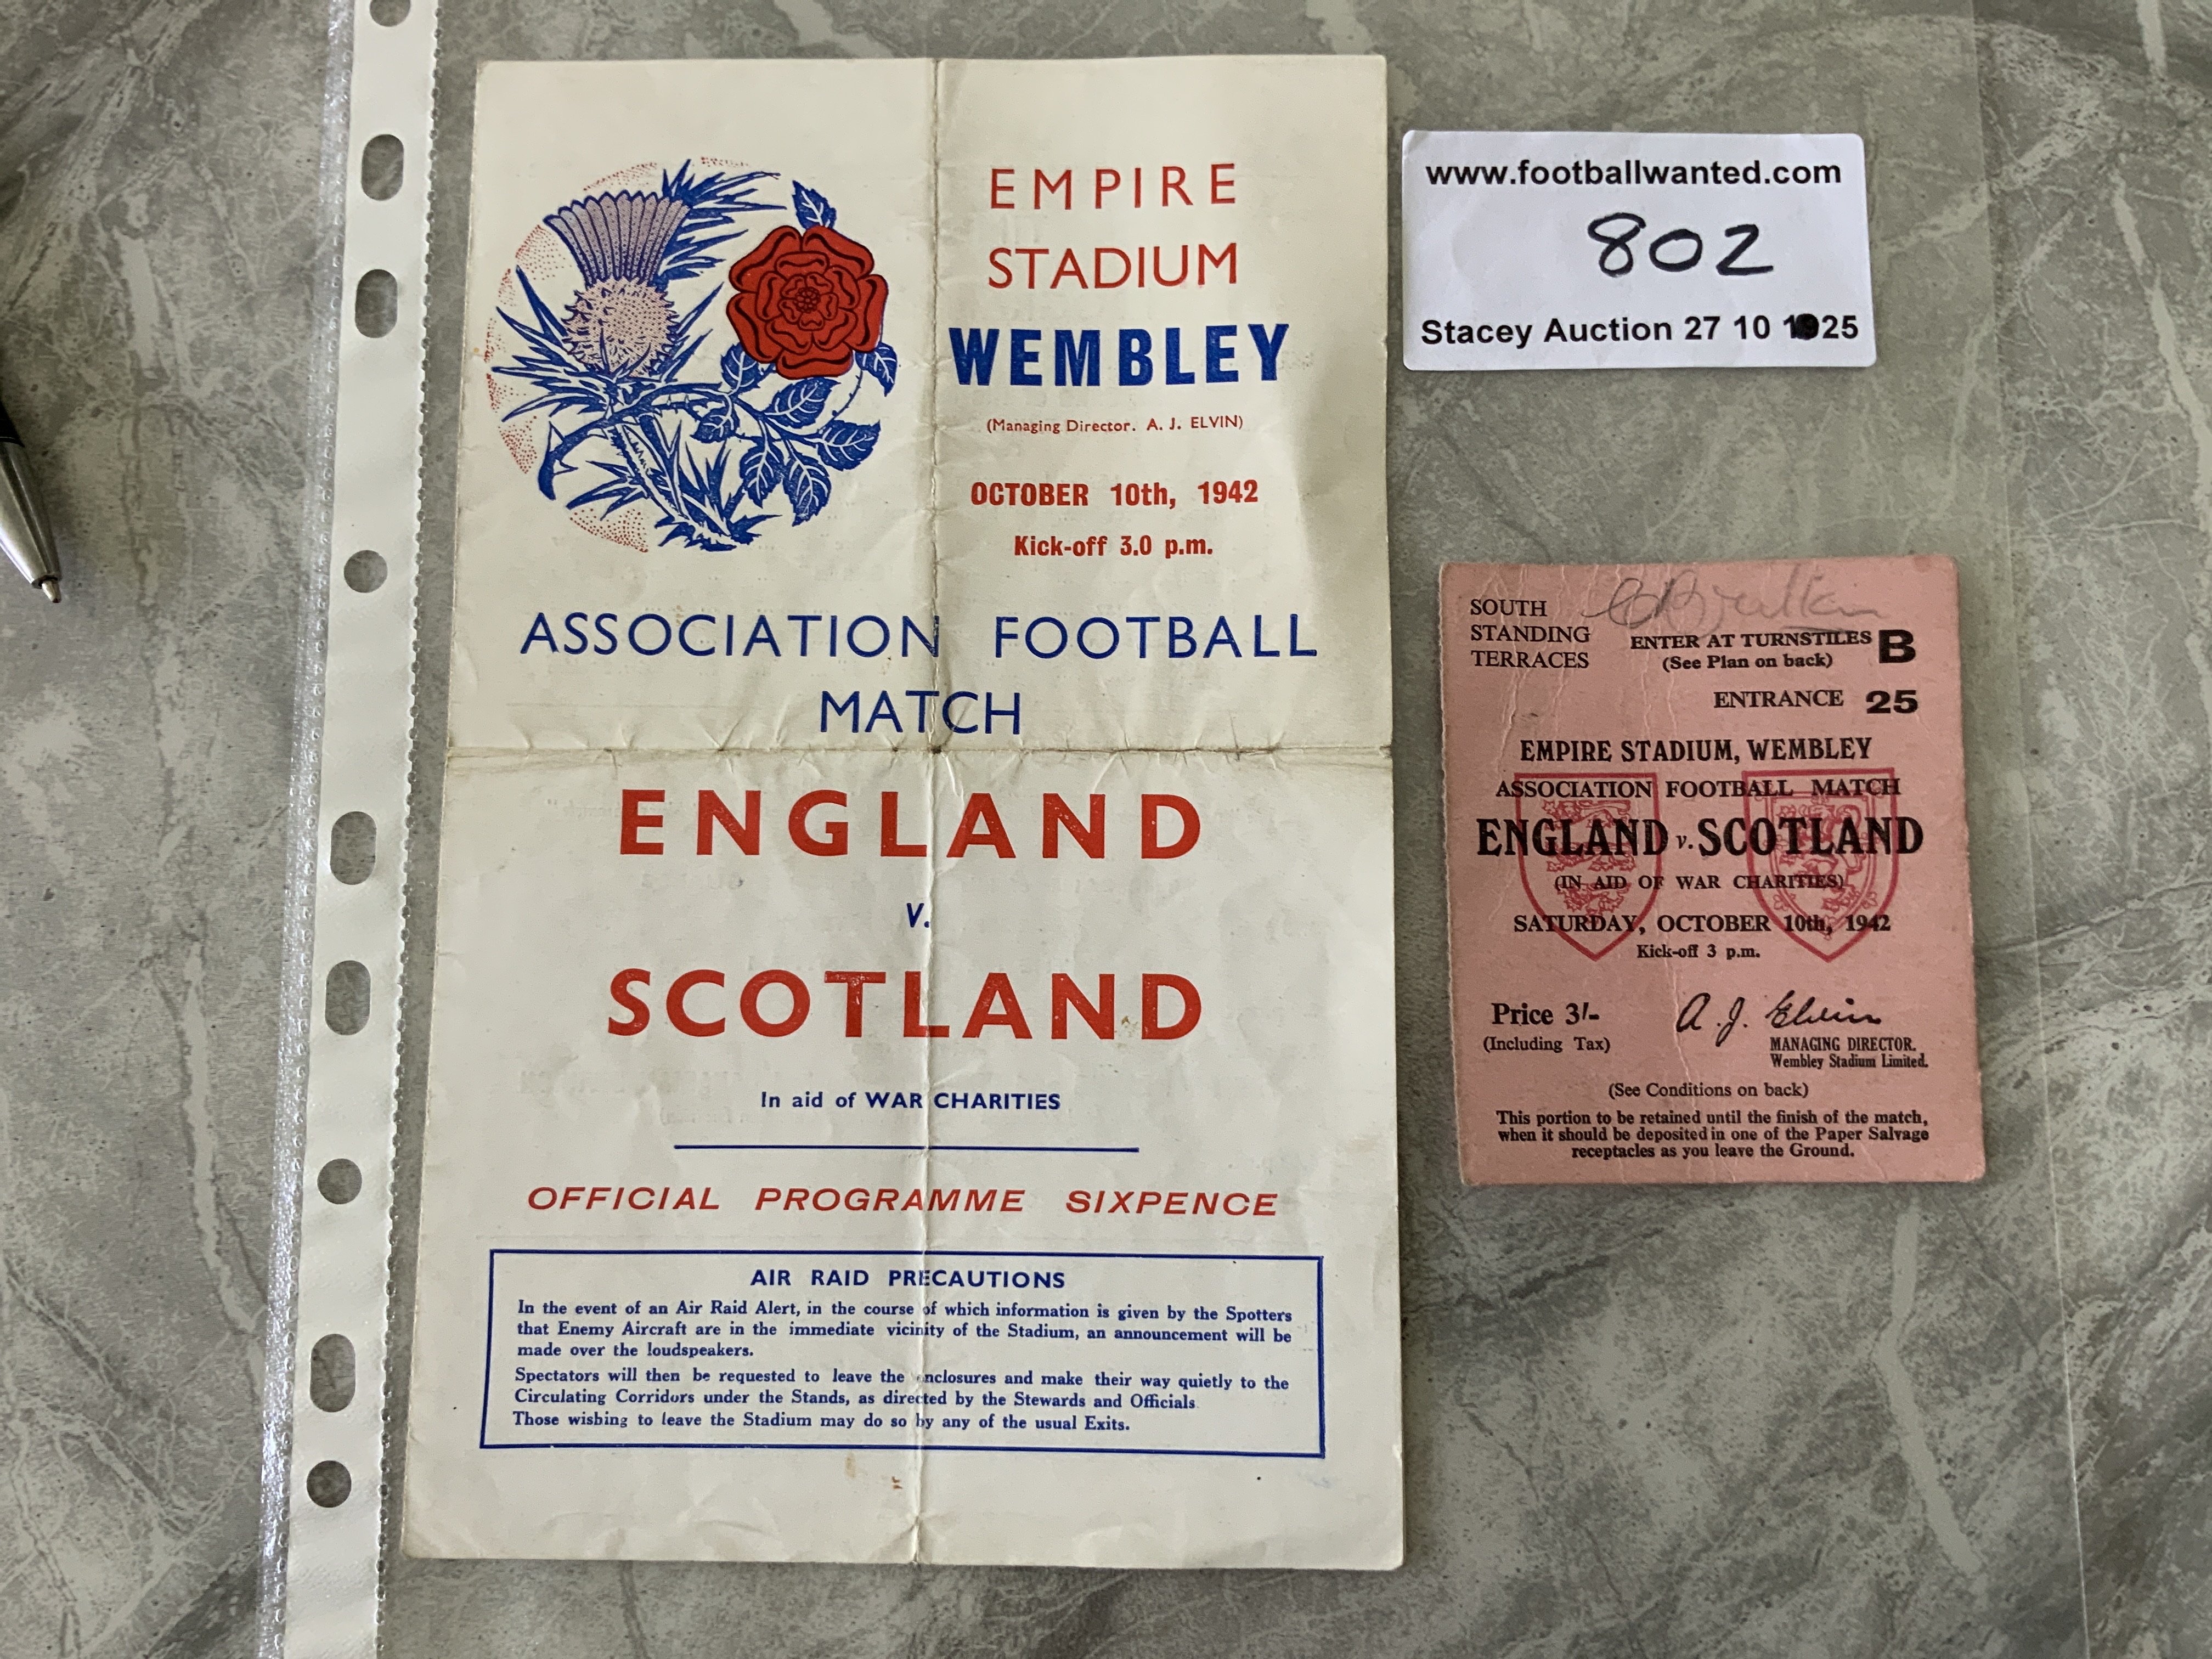 EMPIRE
STADIUM
WEMBLEY
(Managing Director. A. J. ELVIN)
OCTOBER 10th, 1942
Kick-off 3.0 p.m.
ASSOCIATION FOOTBALL
MATCH
ENGLAND
v.
SCOTLAND
In aid of WAR CHARITIES
OFFICIAL PROGRAMME SIXPENCE
AIR RAID PRECAUTIONS
In the event of an Air Raid Alert, in the course of which information is given by the Spotters
that Enemy Aircraft are in the immediate vicinity of the Stadium, an announcement will be
made over the loudspeakers.
Spectators will then be requested to leave the enclosures and make their way quietly to the
Circulating Corridors under the Stands, as directed by the Stewards and Officials
Those wishing to leave the Stadium may do so by any of the usual Exits.
www.footballwanted.com
802
Stacey Auction 27 10 25
SOUTH
STANDING
TERRACES
ENTER AT TURNSTILES B
(See Plan on back)
ENTRANCE 25
EMPIRE STADIUM, WEMBLEY
ASSOCIATION FOOTBALL MATCH
ENGLAND v. SCOTLAND
(IN AID OF WAR CHARITIES)
SATURDAY, OCTOBER 10th, 1942
Kick-off 3 p.m.
Price 3/-
(Including Tax)
A. J. Elvin
MANAGING DIRECTOR.
Wembley Stadium Limited.
(See Conditions on back)
This portion to be retained until the finish of the match,
when it should be deposited in one of the Paper Salvage
receptacles as you leave the Ground.